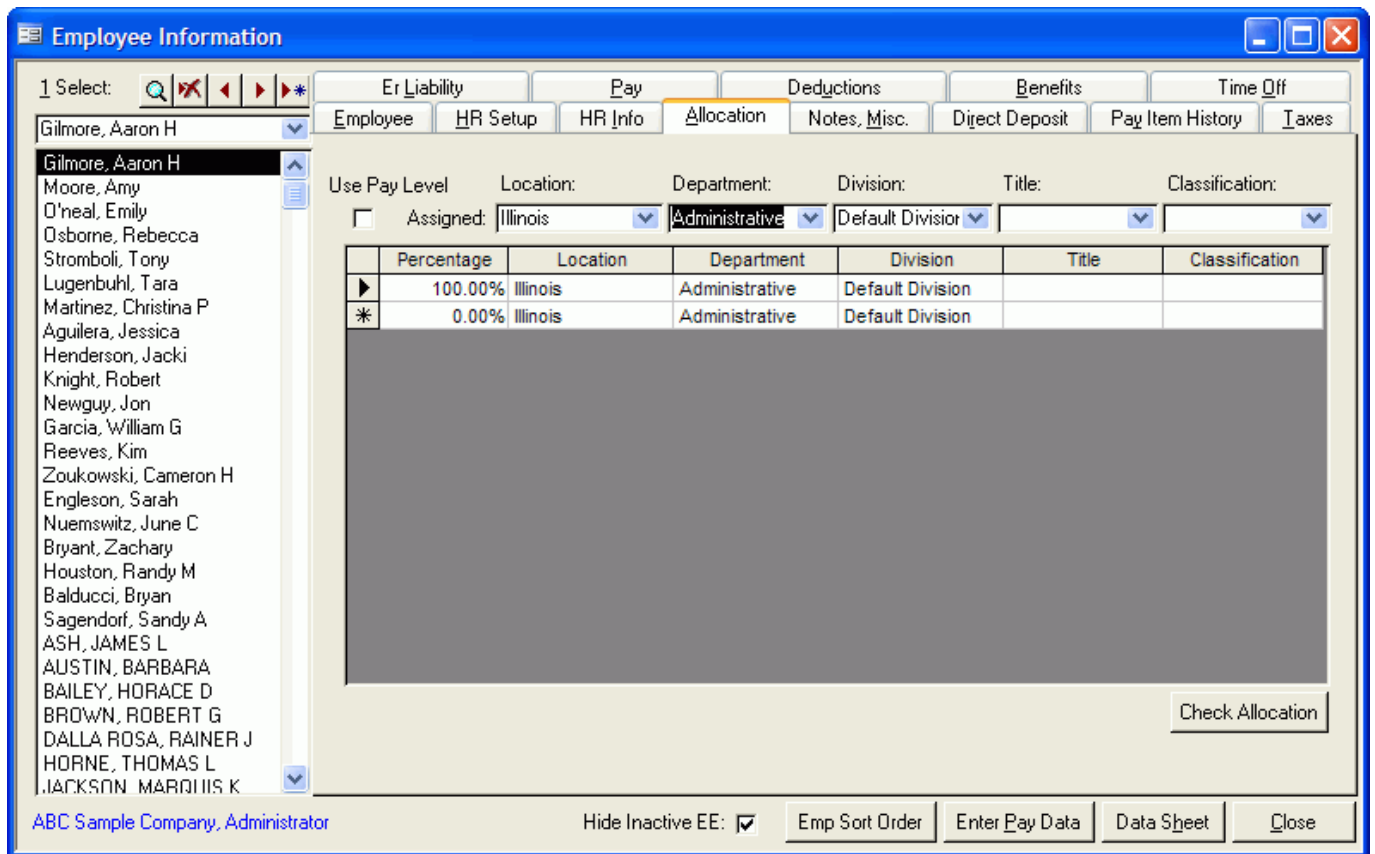 Employee Information
1 Select:
Gilmore, Aaron H
Gilmore, Aaron H
Moore, Amy
O'neal, Emily
Osborne, Rebecca
Stromboli, Tony
Lugenbuhl, Tara
Martinez, Christina P
Aguilera, Jessica
Henderson, Jacki
Knight, Robert
Newguy, Jon
Garcia, William G
Reeves, Kim
Zoukowski, Cameron H
Engleson, Sarah
Nuemswitz, June C
Bryant, Zachary
Houston, Randy M
Balducci, Bryan
Sagendorf, Sandy A
ASH, JAMES L
AUSTIN, BARBARA
BAILEY, HORACE D
BROWN, ROBERT G
DALLA ROSA, RAINER J
HORNE, THOMAS L
JACKSON, MARQUIS K
Er Liability Pay Deductions Benefits Time Off
Employee HR Setup HR Info Allocation Notes, Misc. Direct Deposit Pay Item History Taxes
Use Pay Level Location: Department: Division: Title: Classification:
Assigned: Illinois Administrative Default Division
Percentage Location Department Division Title Classification
100.00% Illinois Administrative Default Division
0.00% Illinois Administrative Default Division
Check Allocation
ABC Sample Company, Administrator Hide Inactive EE: Emp Sort Order Enter Pay Data Data Sheet Close